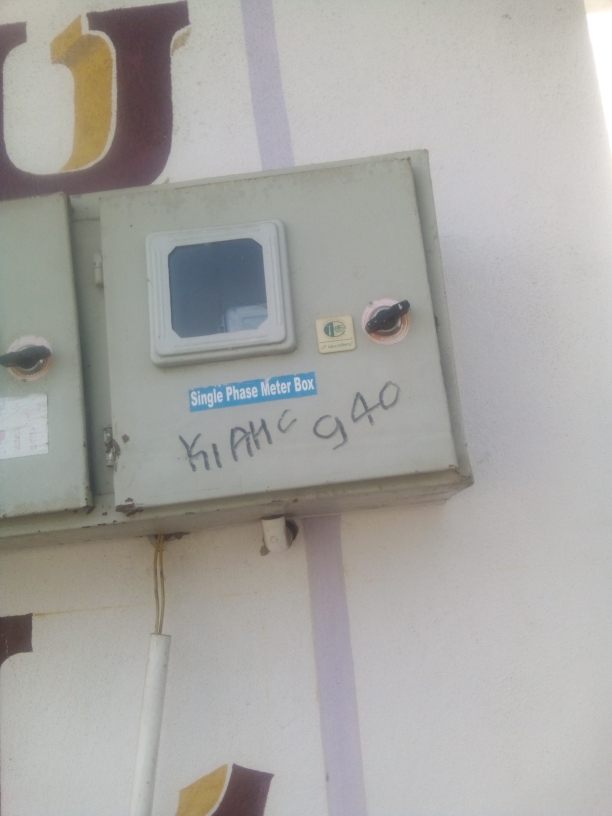 U
Single Phase Meter Box
KIAHC 940